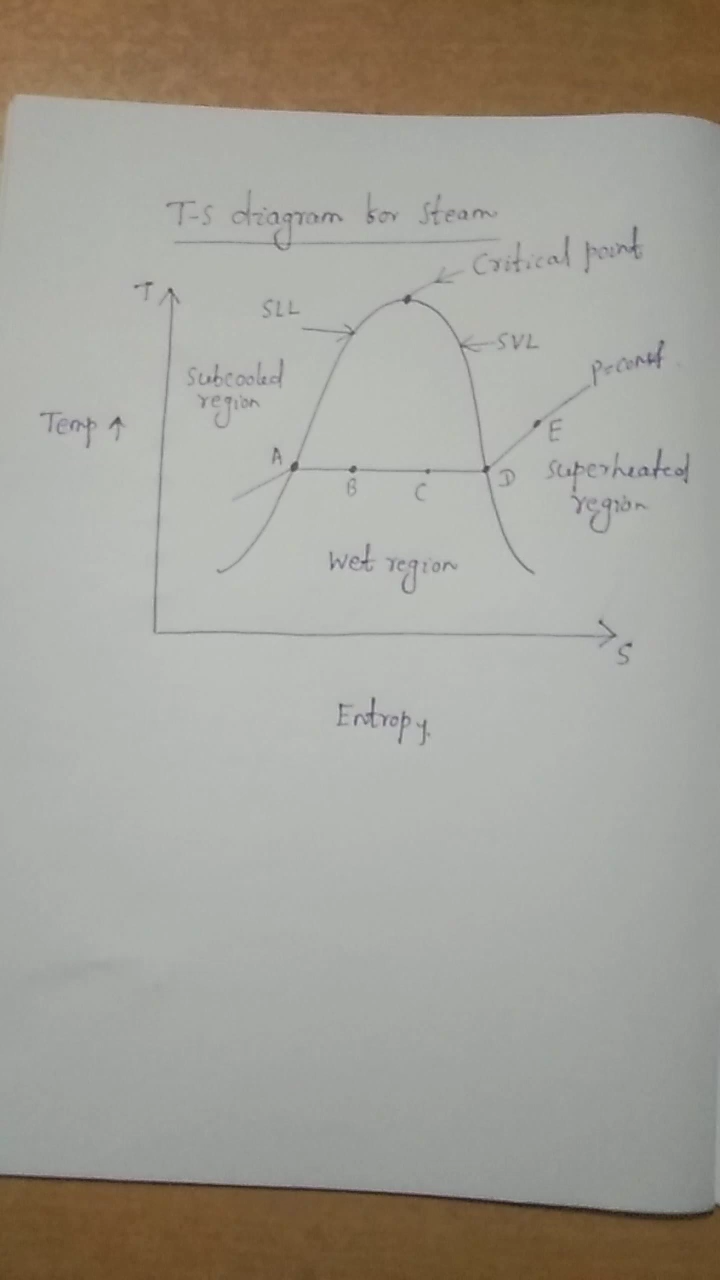 T-S diagram for steam
Critical point
T
SLL
SVL
subcooled
region
P=const
Temp ↑
E
A
B
C
D
superheated
region
wet region
S
Entropy.